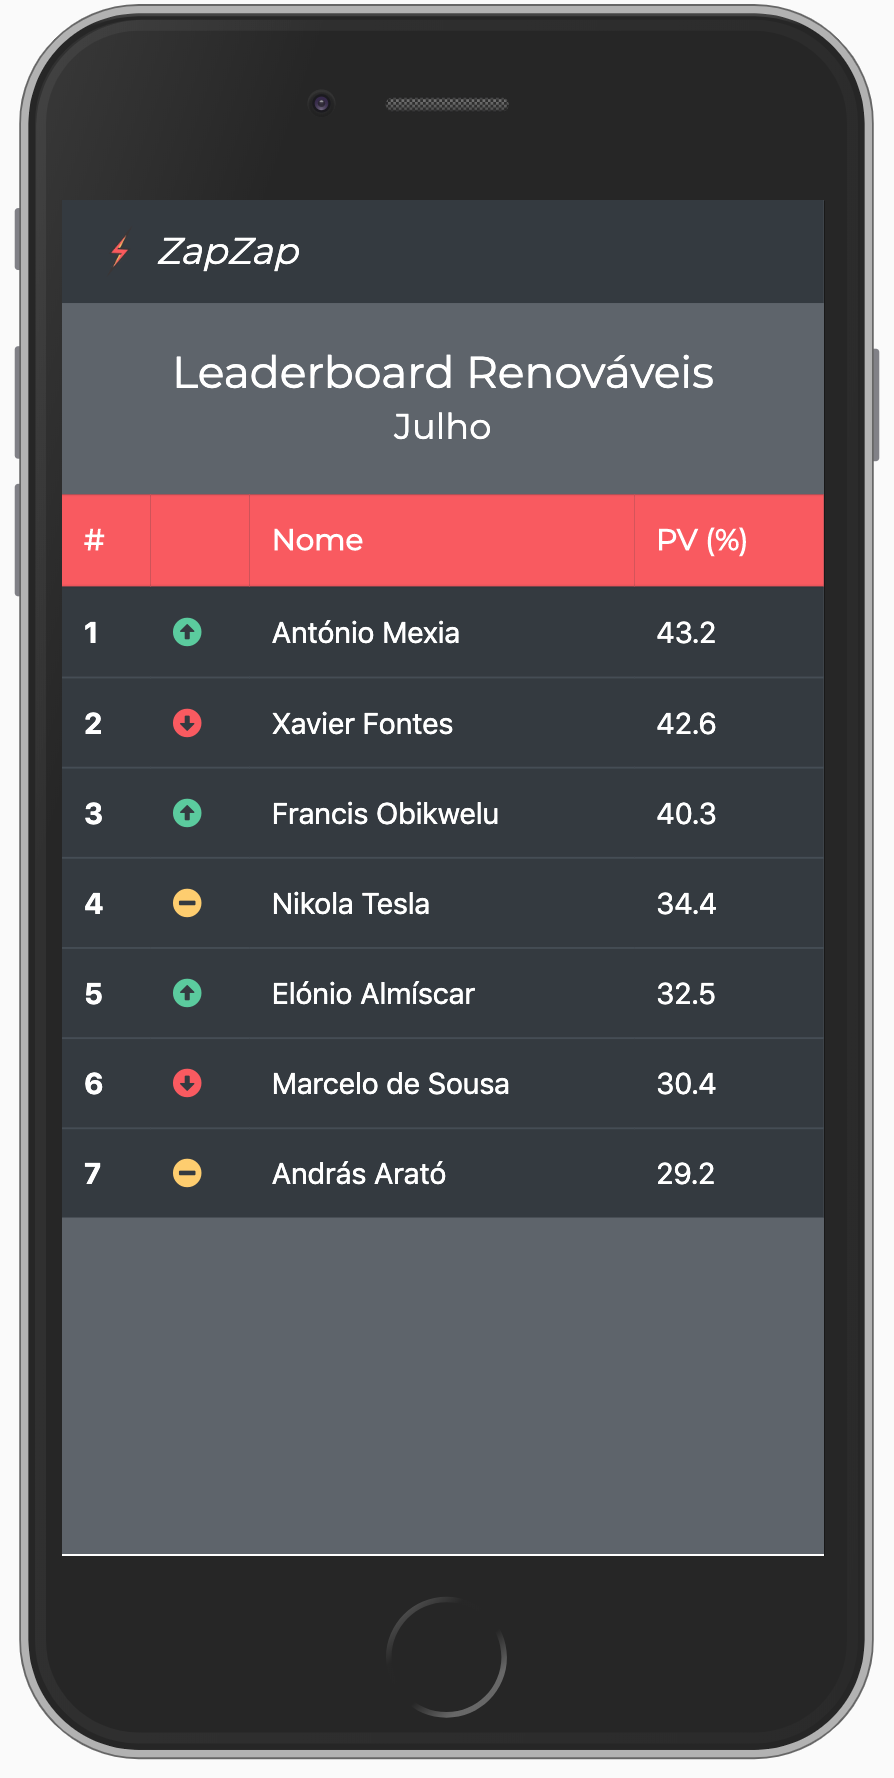 ZapZap
Leaderboard Renováveis
Julho
# Nome PV (%)
1 António Mexia 43.2
2 Xavier Fontes 42.6
3 Francis Obikwelu 40.3
4 Nikola Tesla 34.4
5 Elónio Almíscar 32.5
6 Marcelo de Sousa 30.4
7 András Arató 29.2